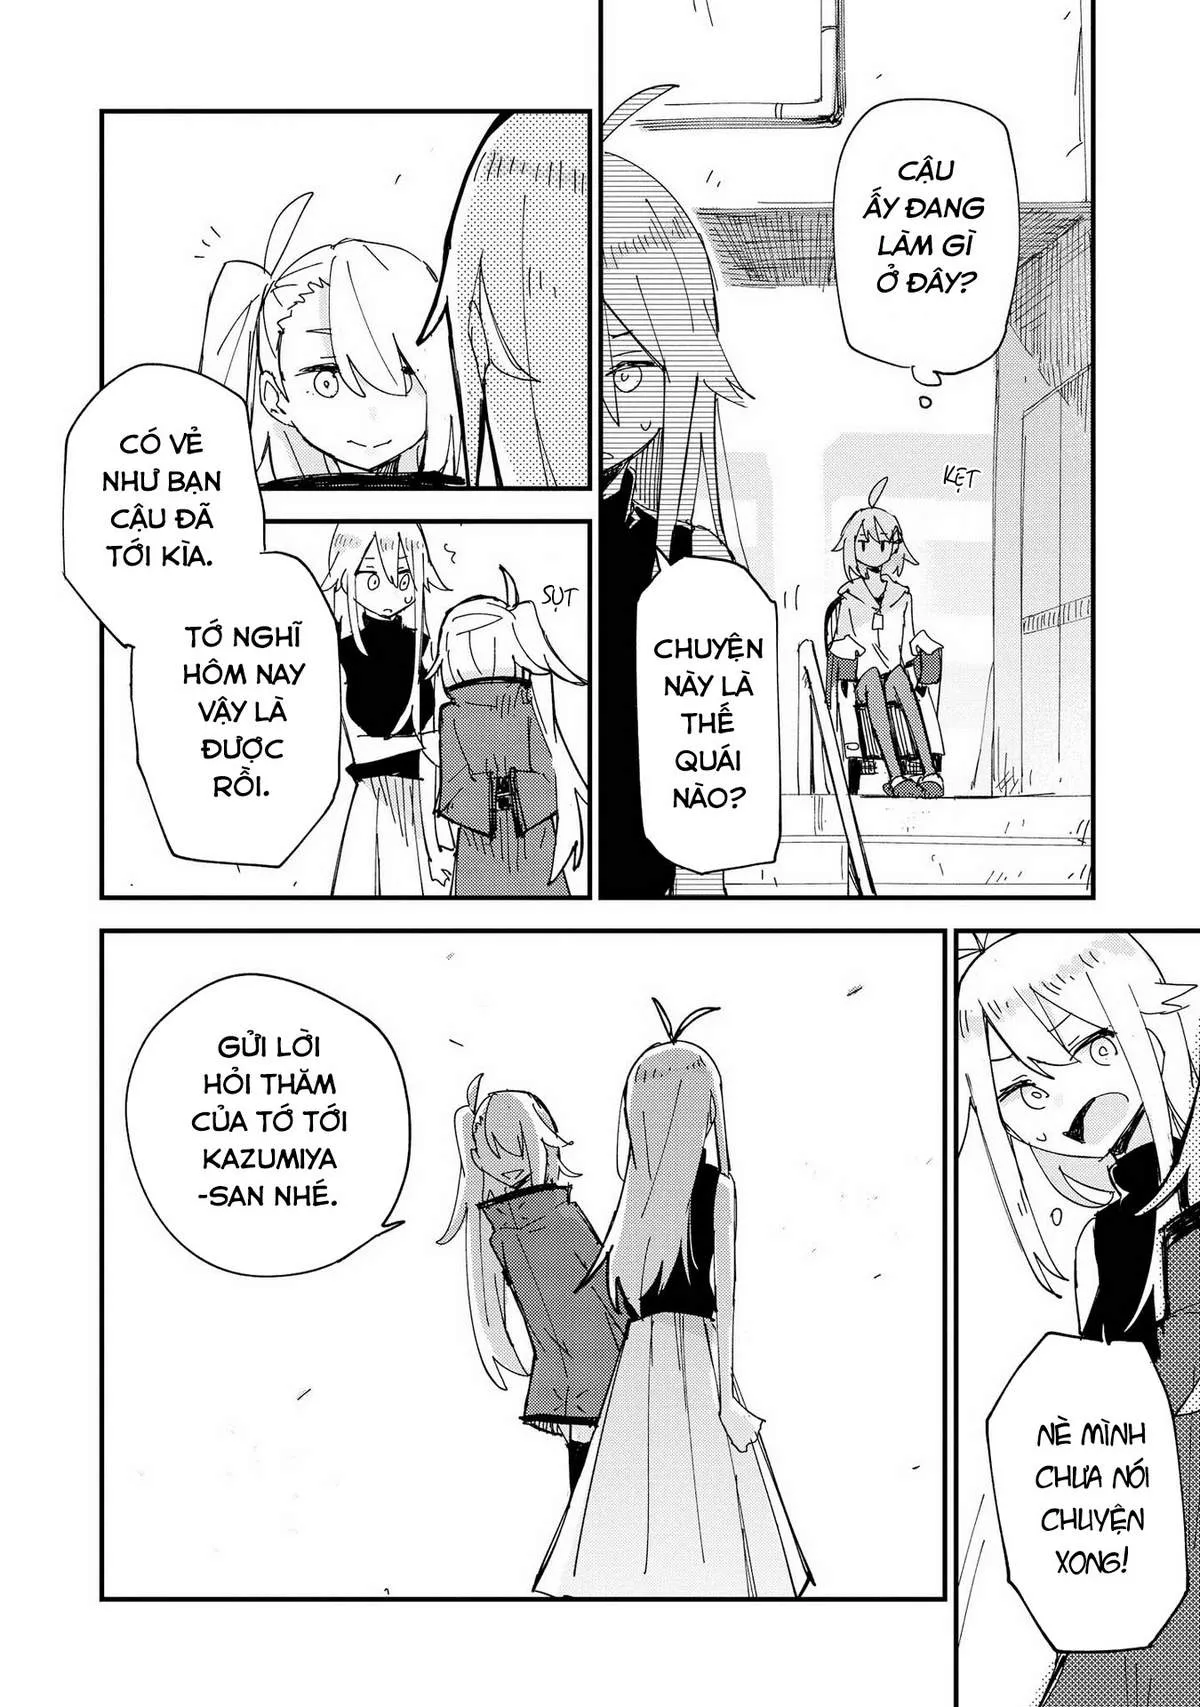 CẬU
ẤY ĐANG
LÀM GÌ
Ở ĐÂY?
KẸT
CHUYỆN
NÀY LÀ
THẾ
QUÁI
NÀO?
CÓ VẺ
NHƯ BẠN
CẬU ĐÃ
TỚI KÌA.
SỤT
TỚ NGHĨ
HÔM NAY
VẬY LÀ
ĐƯỢC
RỒI.
NÈ MÌNH
CHƯA NÓI
CHUYỆN
XONG!
GỬI LỜI
HỎI THĂM
CỦA TỚ TỚI
KAZUMIYA
-SAN NHÉ.